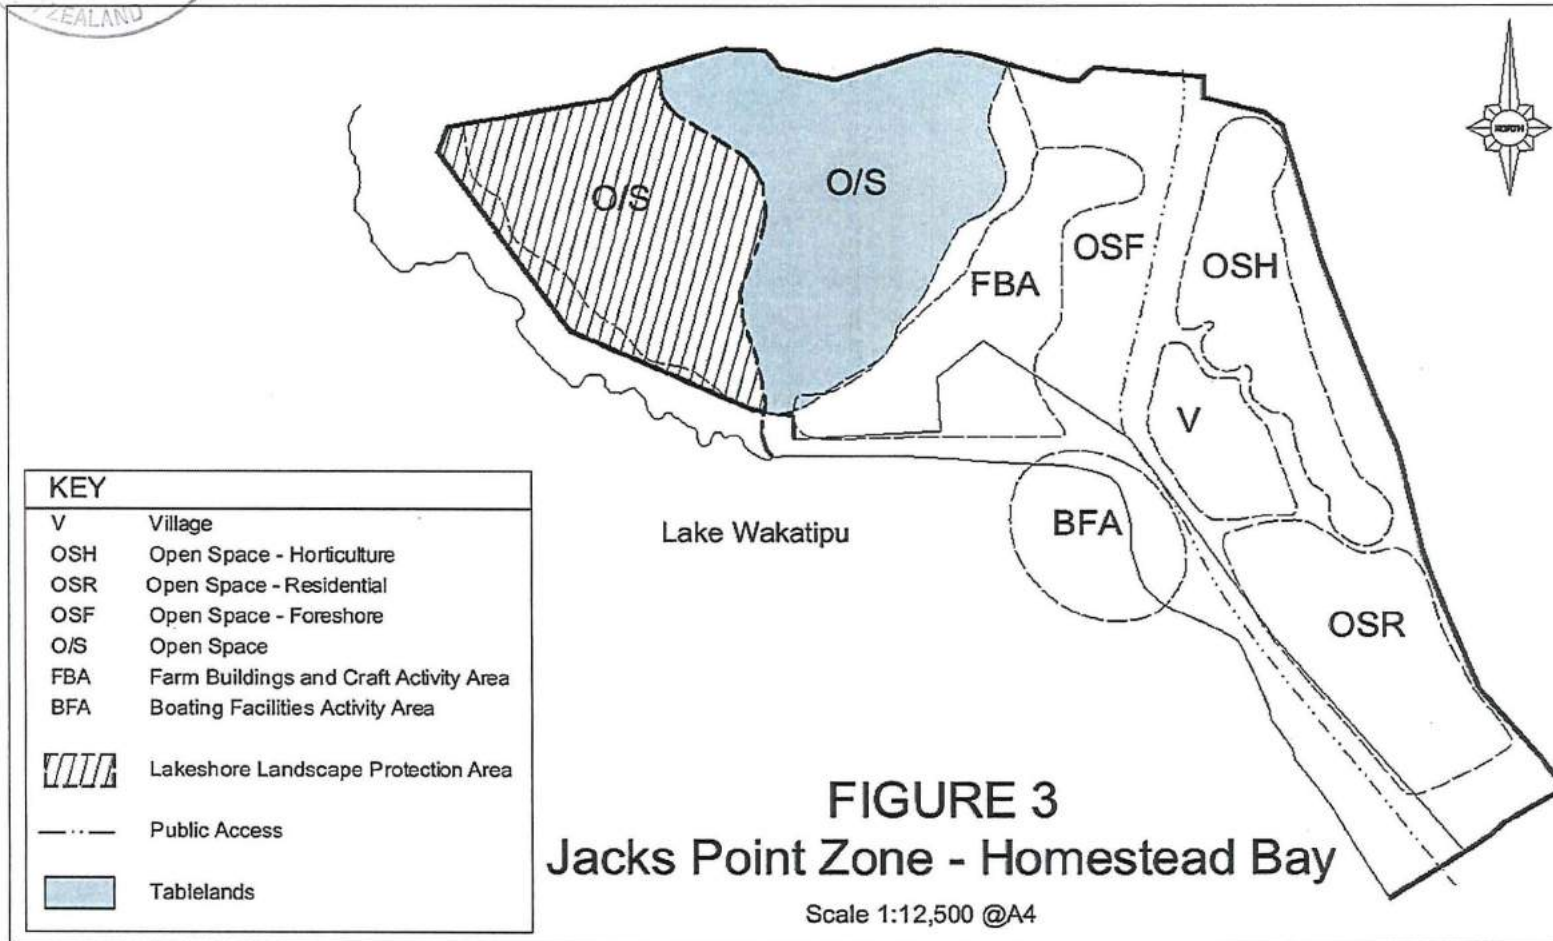 ZEALAND
NORTH
O/S
O/S
OSF
OSH
FBA
V
BFA
OSR
Lake Wakatipu
KEY
V Village
OSH Open Space - Horticulture
OSR Open Space - Residential
OSF Open Space - Foreshore
O/S Open Space
FBA Farm Buildings and Craft Activity Area
BFA Boating Facilities Activity Area
Lakeshore Landscape Protection Area
Public Access
Tablelands
FIGURE 3
Jacks Point Zone - Homestead Bay
Scale 1:12,500 @A4